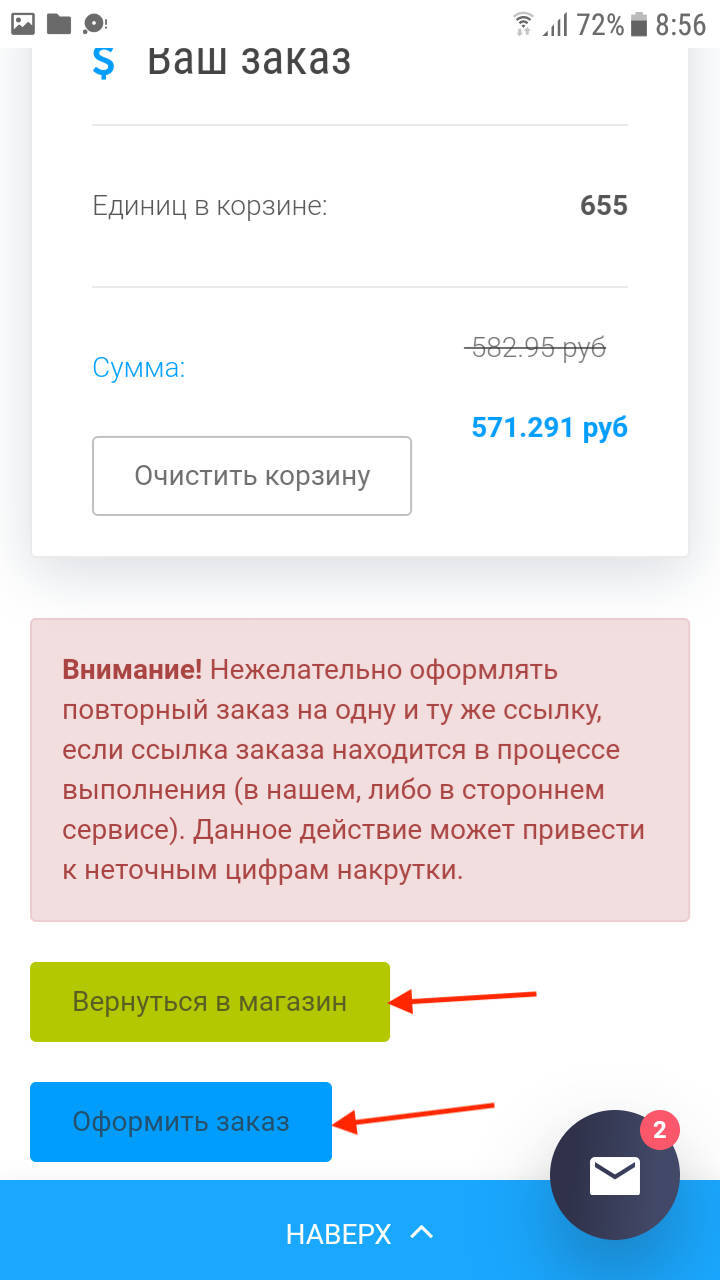 72% 8:56
$ Ваш заказ
Единиц в корзине: 655
582.95 руб
Сумма:
571.291 руб
Очистить корзину
Внимание! Нежелательно оформлять
повторный заказ на одну и ту же ссылку,
если ссылка заказа находится в процессе
выполнения (в нашем, либо в стороннем
сервисе). Данное действие может привести
к неточным цифрам накрутки.
Вернуться в магазин
Оформить заказ
2
НАВЕРХ